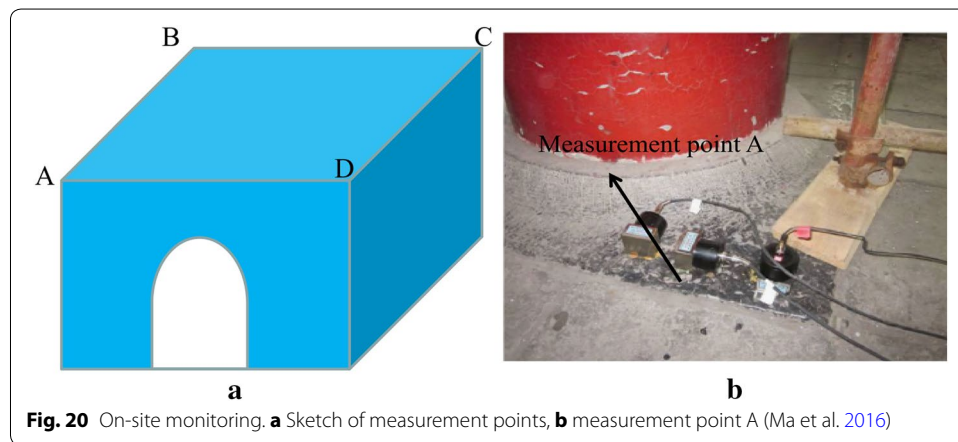 B
C
A
D
Measurement point A
a
b
Fig. 20 On-site monitoring. a Sketch of measurement points, b measurement point A (Ma et al. 2016)